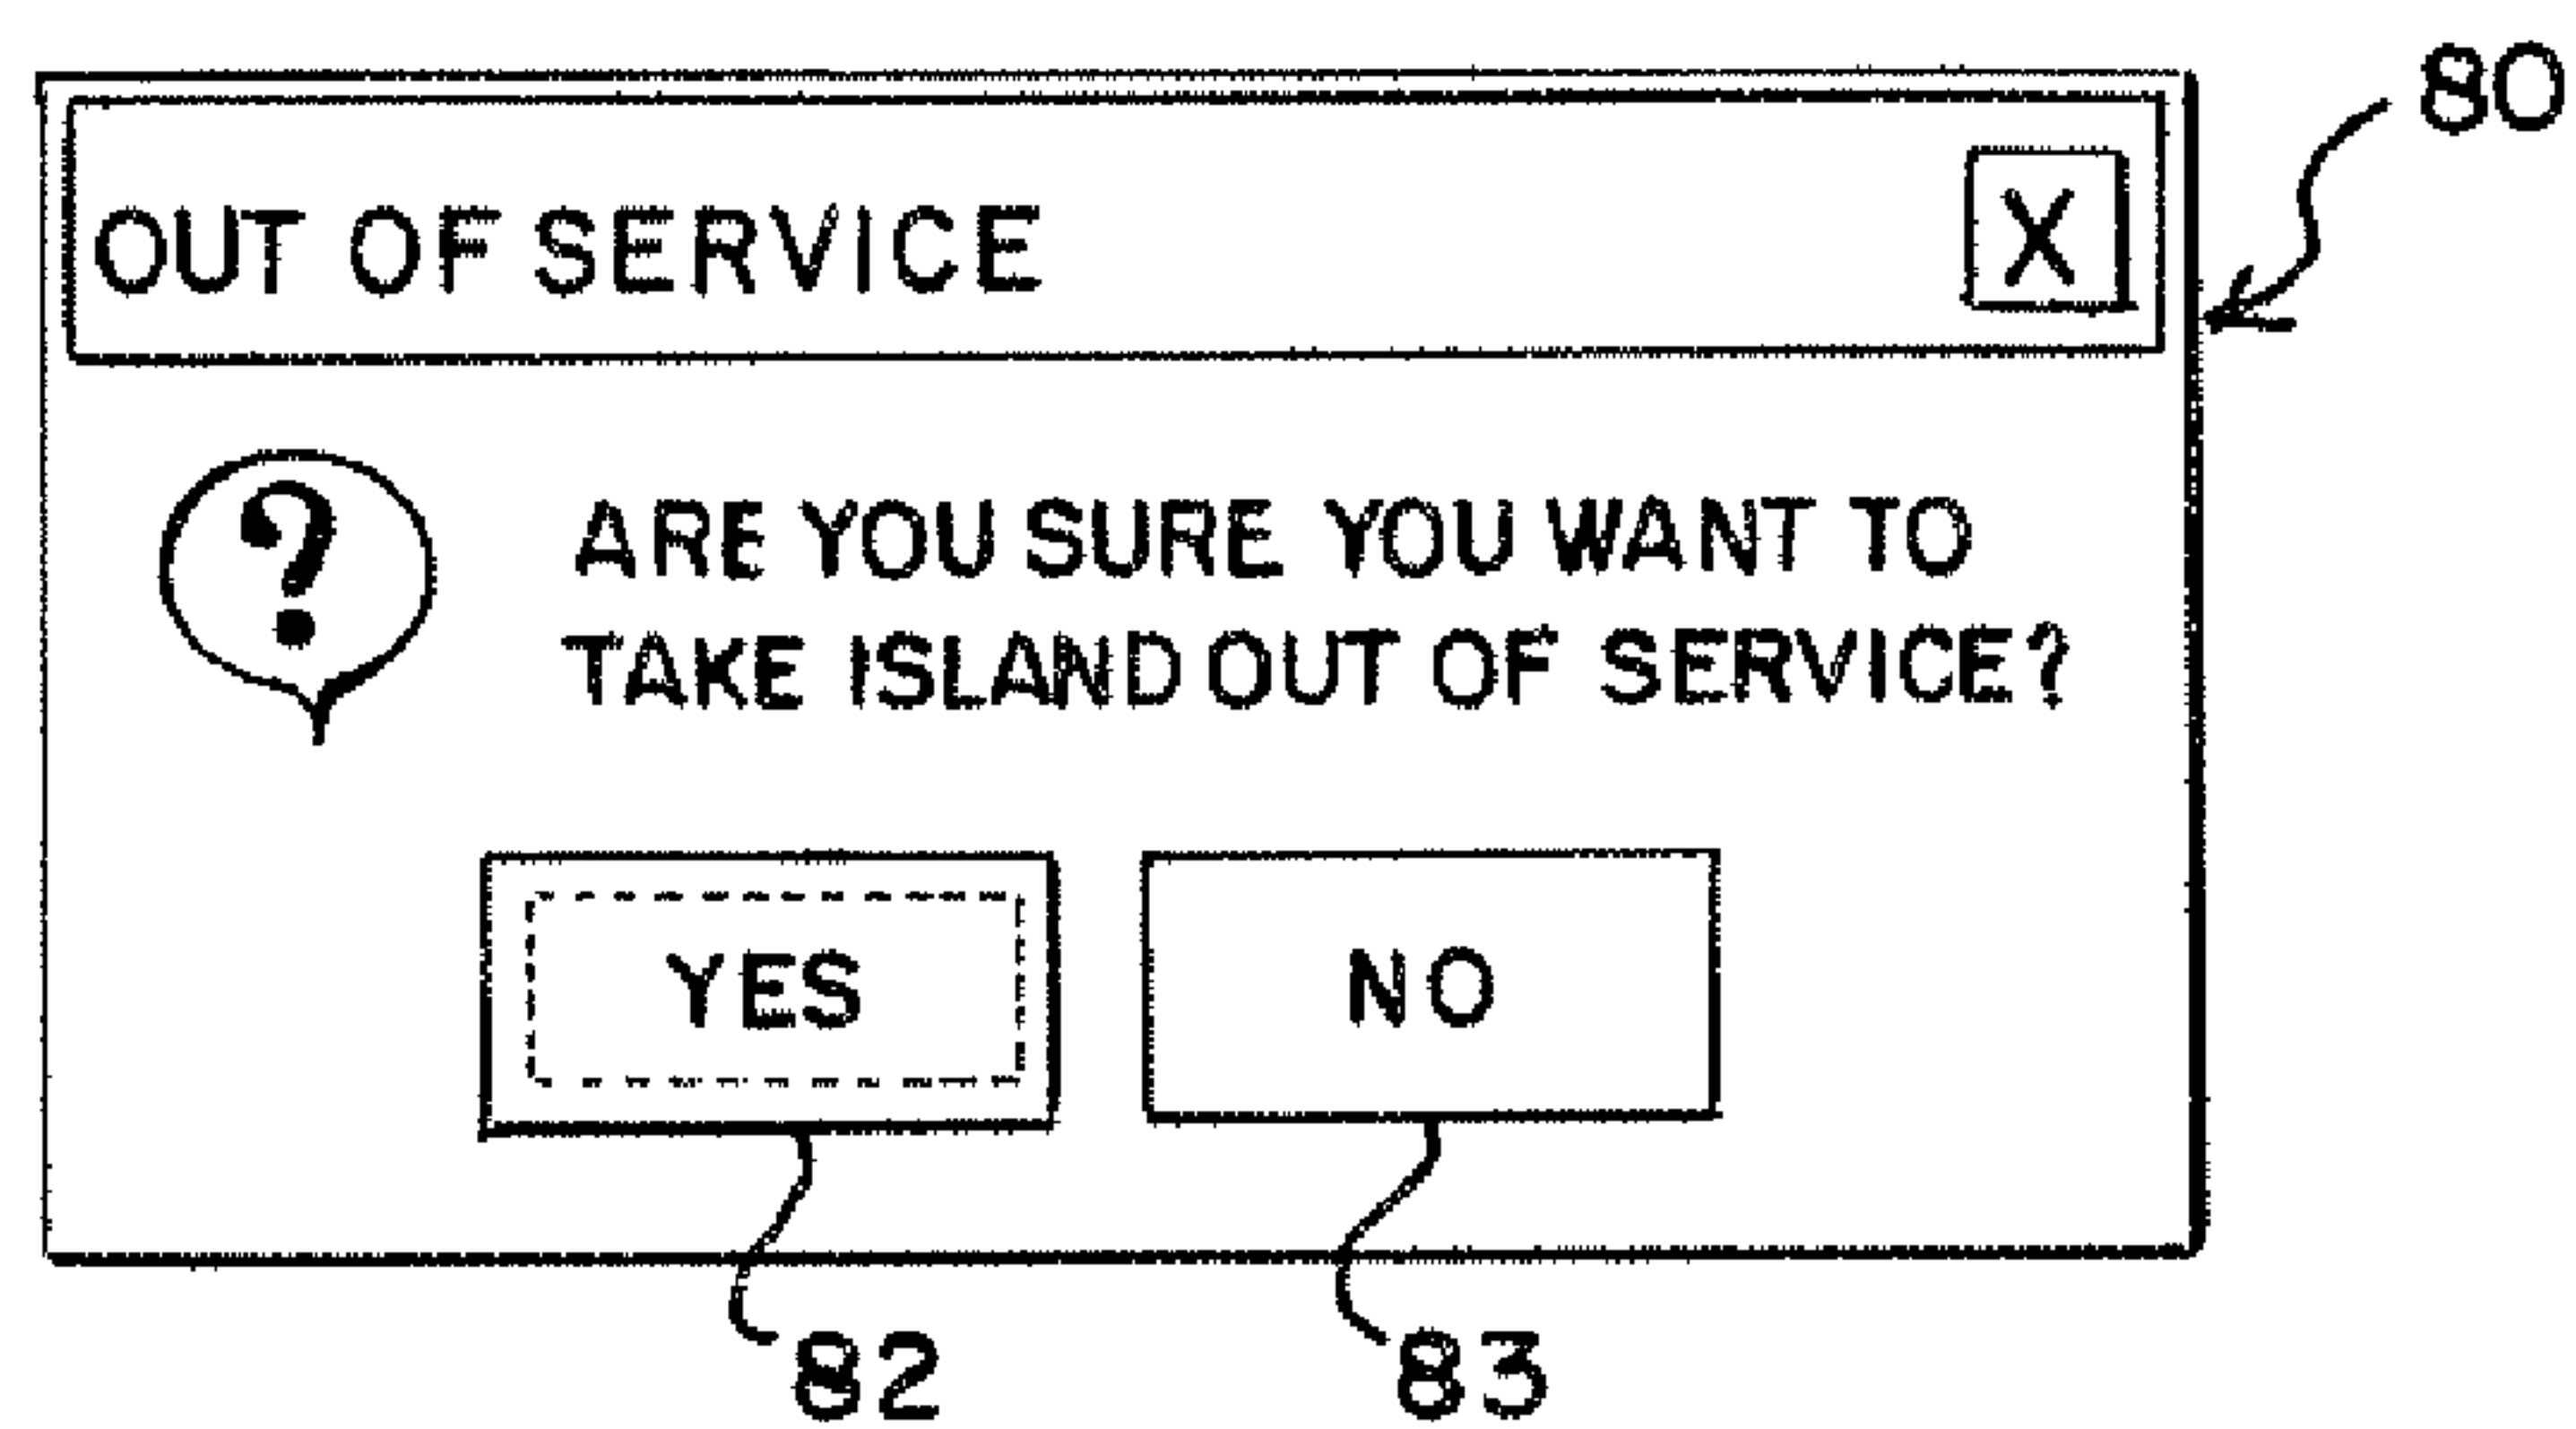 80
OUT OF SERVICE X
?
ARE YOU SURE YOU WANT TO
TAKE ISLAND OUT OF SERVICE?
YES NO
82 83